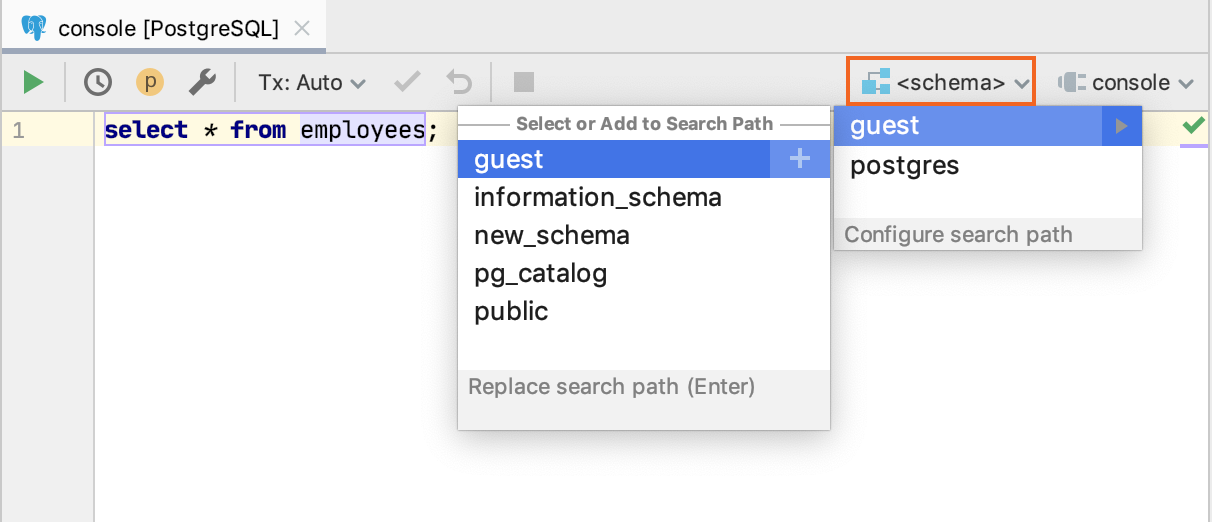 console [PostgreSQL]
p Tx: Auto <schema> console
1 select * from employees;
Select or Add to Search Path
guest
information_schema
new_schema
pg_catalog
public
Replace search path (Enter)
guest
postgres
Configure search path